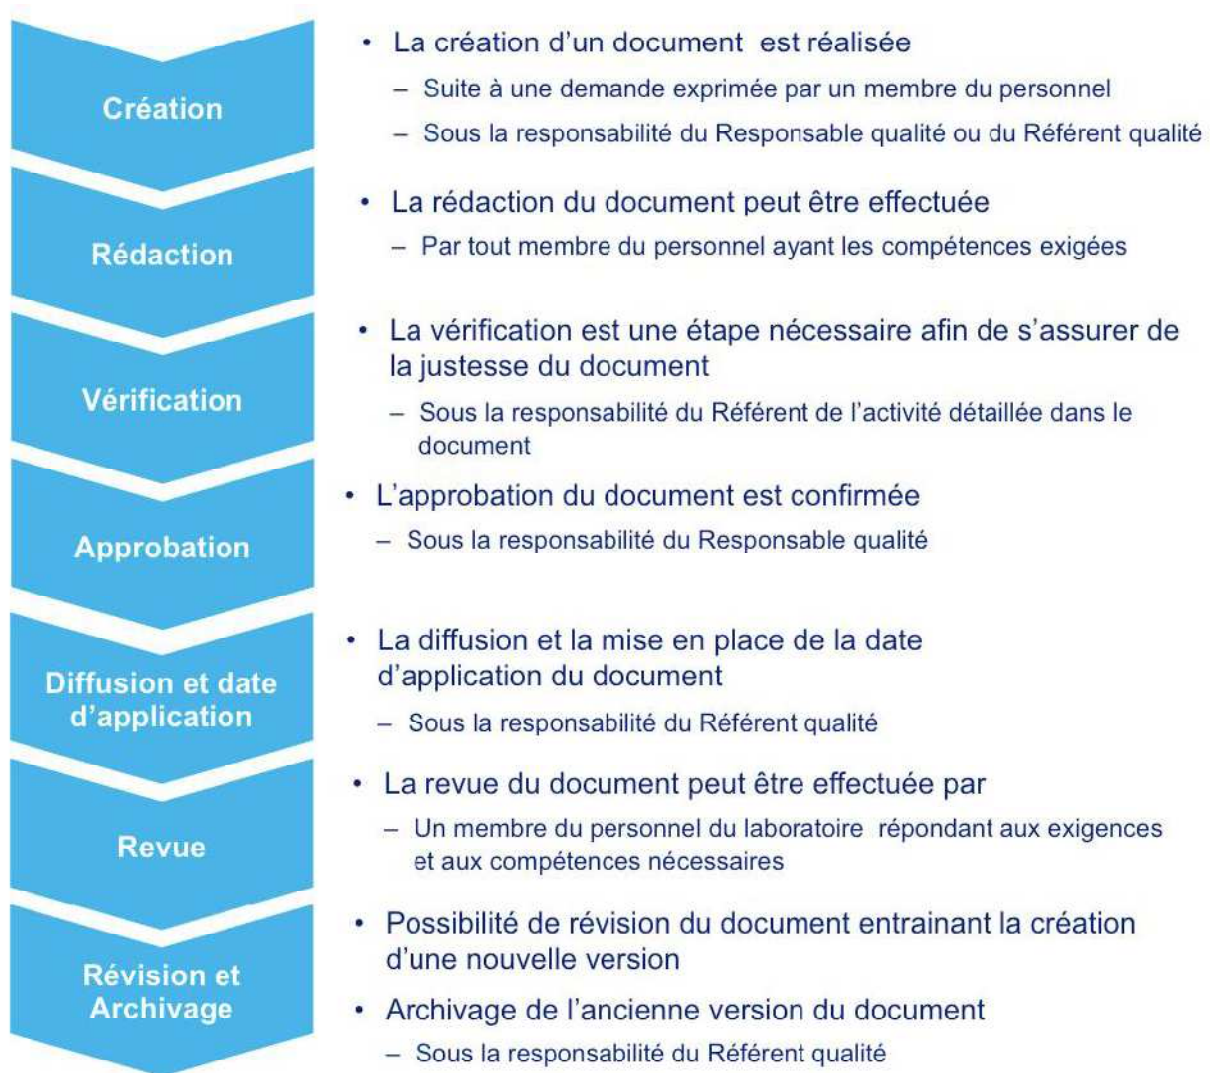 Création
• La création d'un document est réalisée
– Suite à une demande exprimée par un membre du personnel
– Sous la responsabilité du Responsable qualité ou du Référent qualité
Rédaction
• La rédaction du document peut être effectuée
– Par tout membre du personnel ayant les compétences exigées
Vérification
• La vérification est une étape nécessaire afin de s'assurer de
la justesse du document
– Sous la responsabilité du Référent de l'activité détaillée dans le
document
Approbation
• L'approbation du document est confirmée
– Sous la responsabilité du Responsable qualité
Diffusion et date
d'application
• La diffusion et la mise en place de la date
d'application du document
– Sous la responsabilité du Référent qualité
Revue
• La revue du document peut être effectuée par
– Un membre du personnel du laboratoire répondant aux exigences
et aux compétences nécessaires
Révision et
Archivage
• Possibilité de révision du document entrainant la création
d'une nouvelle version
• Archivage de l'ancienne version du document
– Sous la responsabilité du Référent qualité